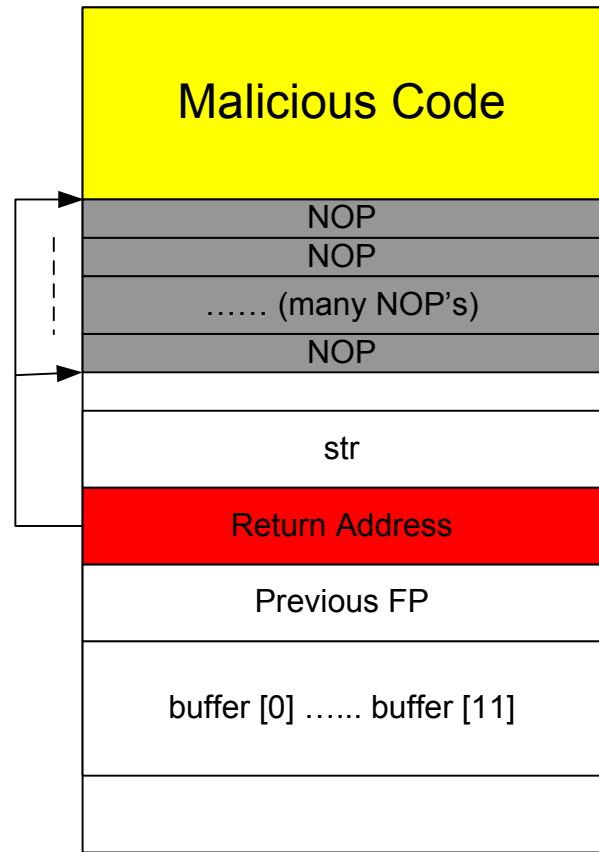 Malicious Code
NOP
NOP
…… (many NOP’s)
NOP
str
Return Address
Previous FP
buffer [0] …... buffer [11]